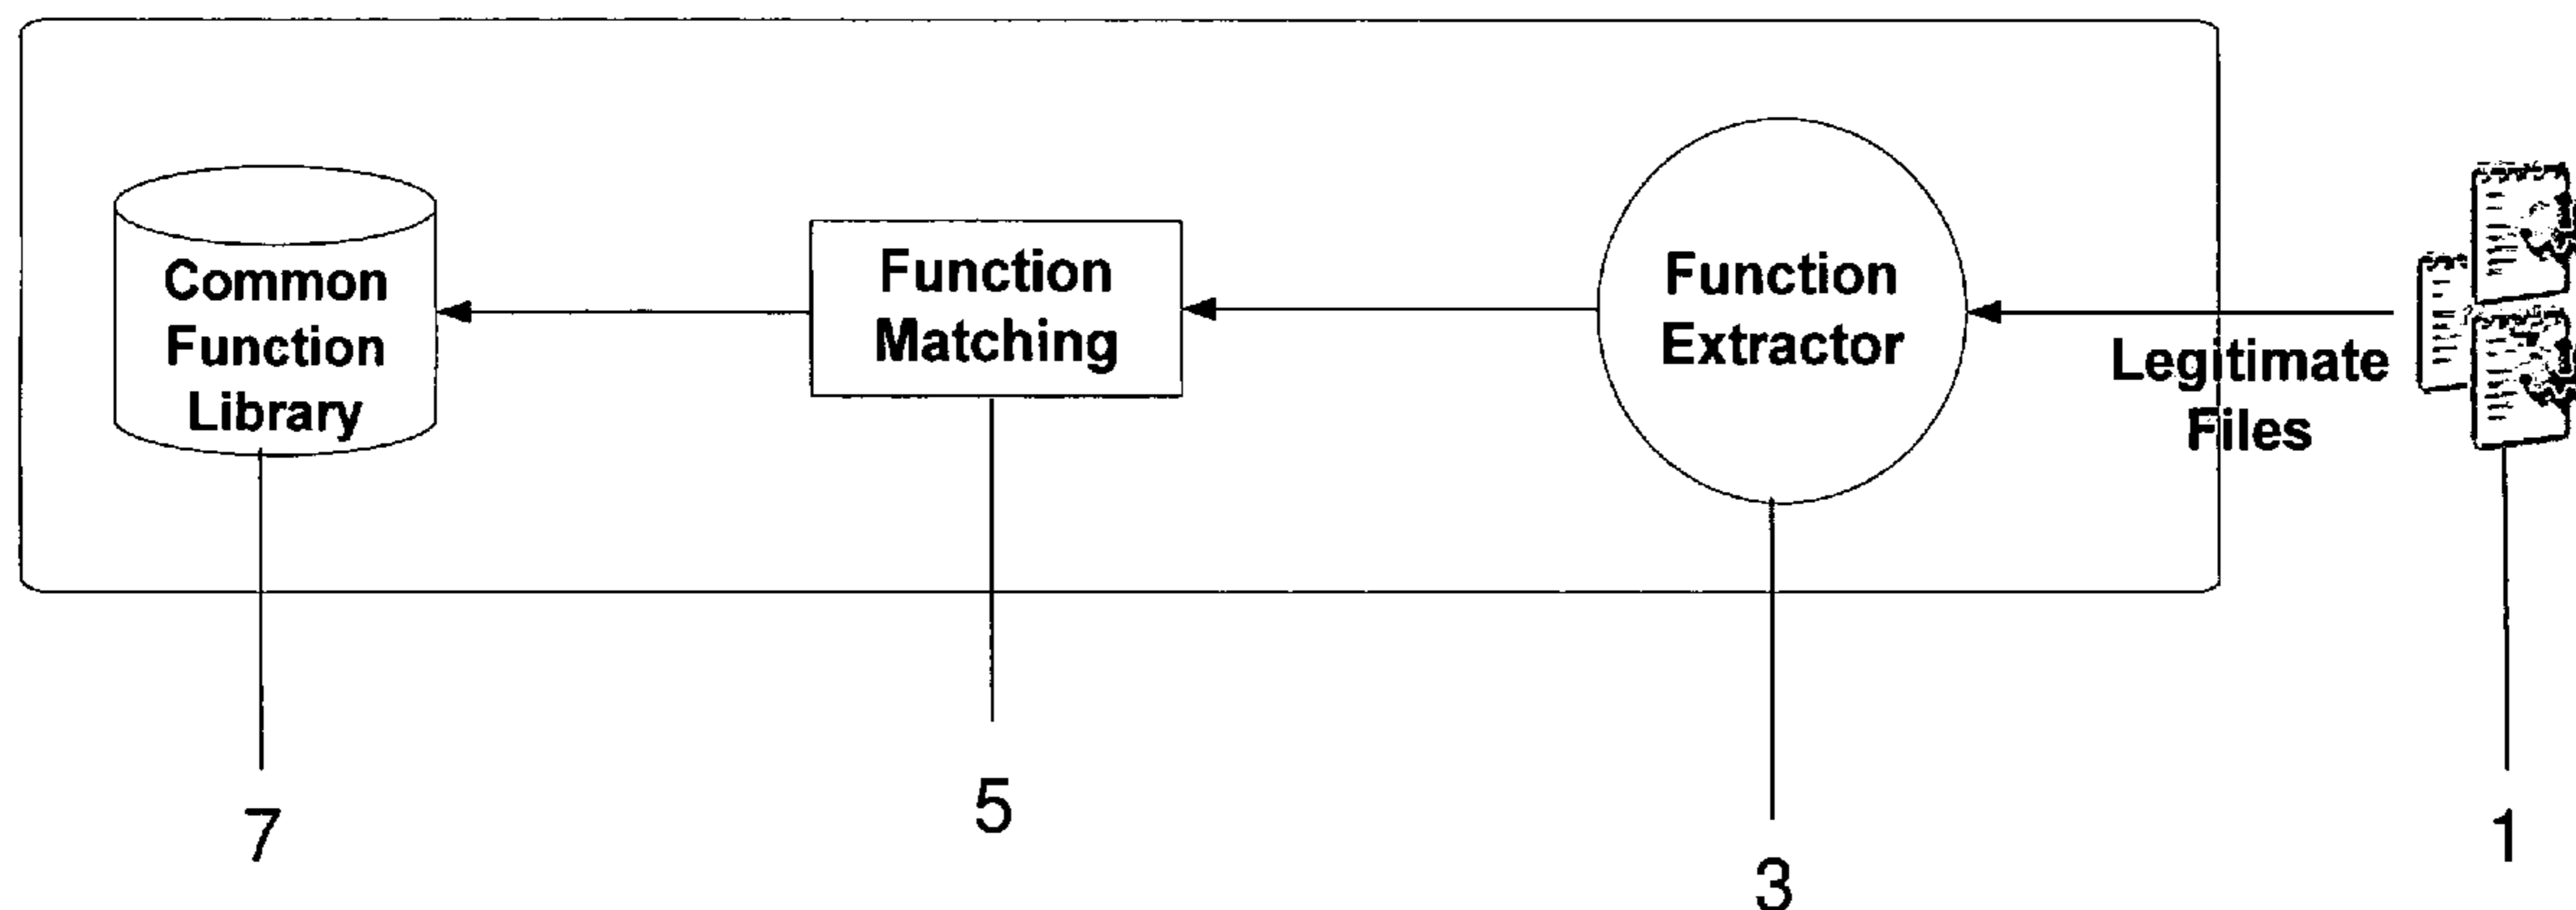 Common
Function
Library
Function
Matching
Function
Extractor
Legitimate
Files
7
5
3
1